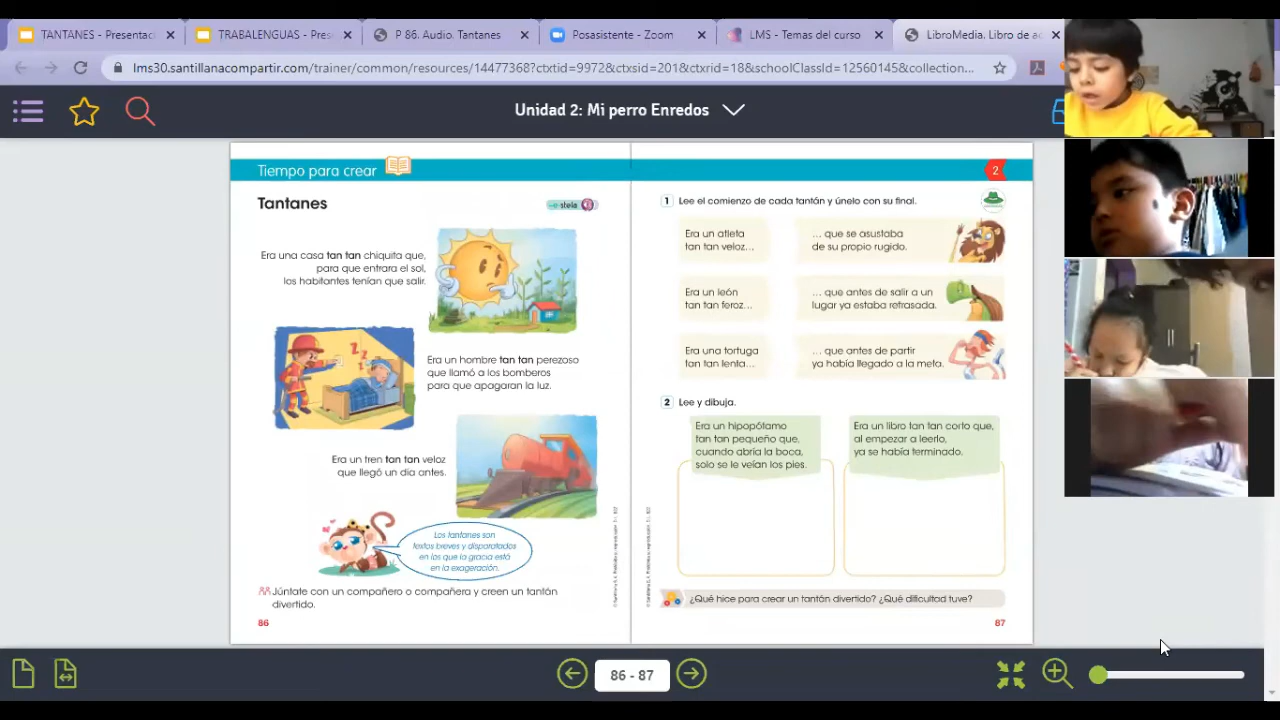 TANTANES - Presentaci
TRABALENGUAS - Pres
P 86. Audio. Tantanes
Posasistente - Zoom
LMS - Temas del curso
LibroMedia. Libro de ac
lms30.santillanacompartir.com/trainer/common/resources/14477368?ctxtid=9972&ctxsid=201&ctxrid=18&schoolClassId=12560145&collection...
Unidad 2: Mi perro Enredos
Tiempo para crear
Tantanes
Era una casa tan tan chiquita que,
para que entrara el sol,
los habitantes tenían que salir.
Era un hombre tan tan perezoso
que llamó a los bomberos
para que apagaran la luz.
Era un tren tan tan veloz
que llegó un día antes.
Los tantanes son
textos breves y disparatados
en los que la gracia está
en la exageración.
Júntate con un compañero o compañera y creen un tantán
divertido.
86
2
1 Lee el comienzo de cada tantán y únelo con su final.
Era un atleta
tan tan veloz...
... que se asustaba
de su propio rugido.
Era un león
tan tan feroz...
... que antes de salir a un
lugar ya estaba retrasada.
Era una tortuga
tan tan lenta...
... que antes de partir
ya había llegado a la meta.
2 Lee y dibuja.
Era un hipopótamo
tan tan pequeño que,
cuando abría la boca,
solo se le veían los pies.
Era un libro tan tan corto que,
al empezar a leerlo,
ya se había terminado.
¿Qué hice para crear un tantán divertido? ¿Qué dificultad tuve?
87
86 - 87